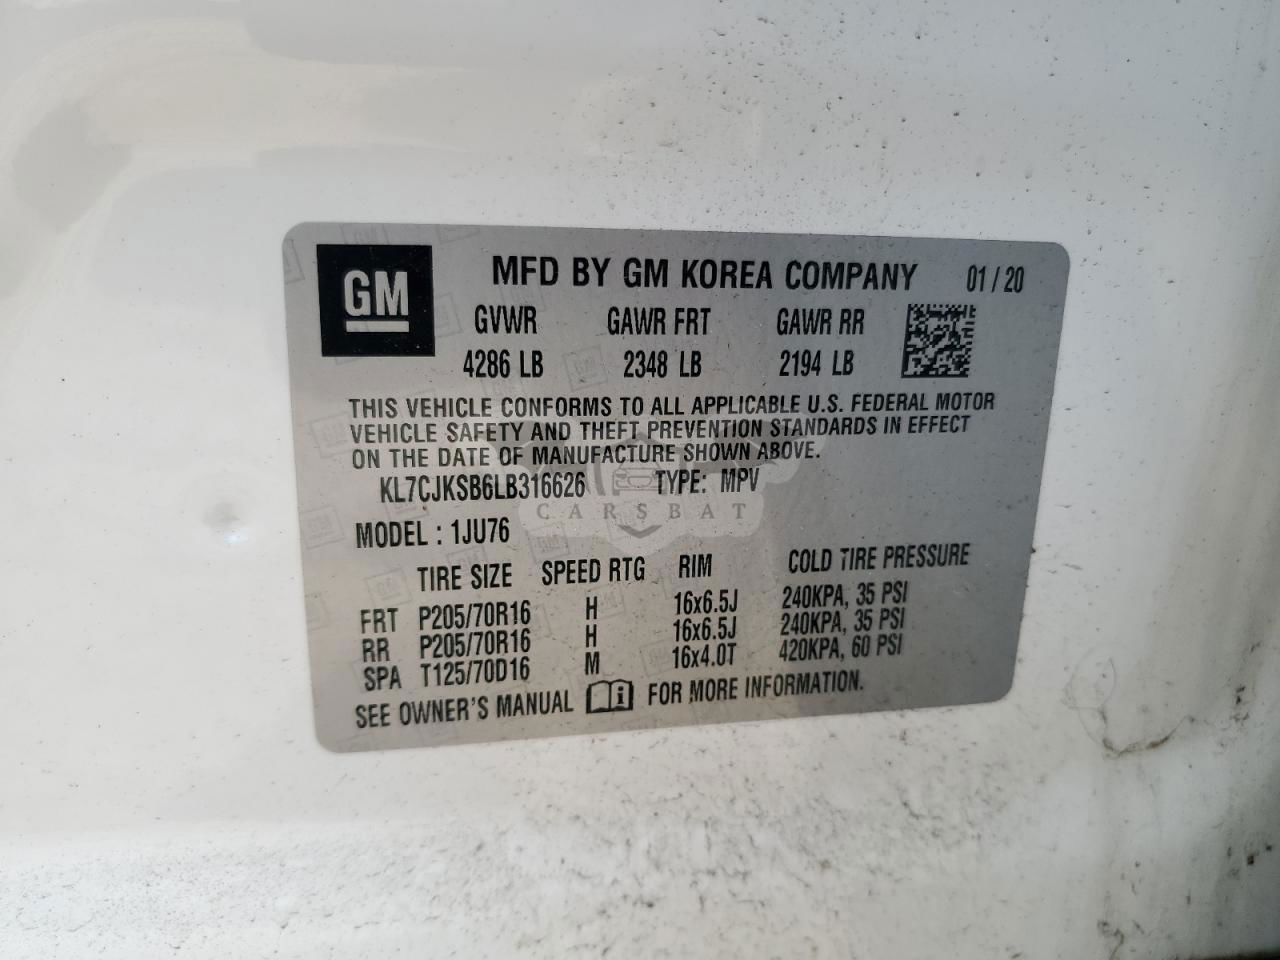 GM
MFD BY GM KOREA COMPANY 01/20
GVWR GAWR FRT GAWR RR
4286 LB 2348 LB 2194 LB
THIS VEHICLE CONFORMS TO ALL APPLICABLE U.S. FEDERAL MOTOR
VEHICLE SAFETY AND THEFT PREVENTION STANDARDS IN EFFECT
ON THE DATE OF MANUFACTURE SHOWN ABOVE.
KL7CJKSB6LB316626 TYPE: MPV
CARSBAT
MODEL : 1JU76
TIRE SIZE SPEED RTG RIM COLD TIRE PRESSURE
FRT P205/70R16 H 16x6.5J 240KPA, 35 PSI
RR P205/70R16 H 16x6.5J 240KPA, 35 PSI
SPA T125/70D16 M 16x4.0T 420KPA, 60 PSI
SEE OWNER'S MANUAL i FOR MORE INFORMATION.